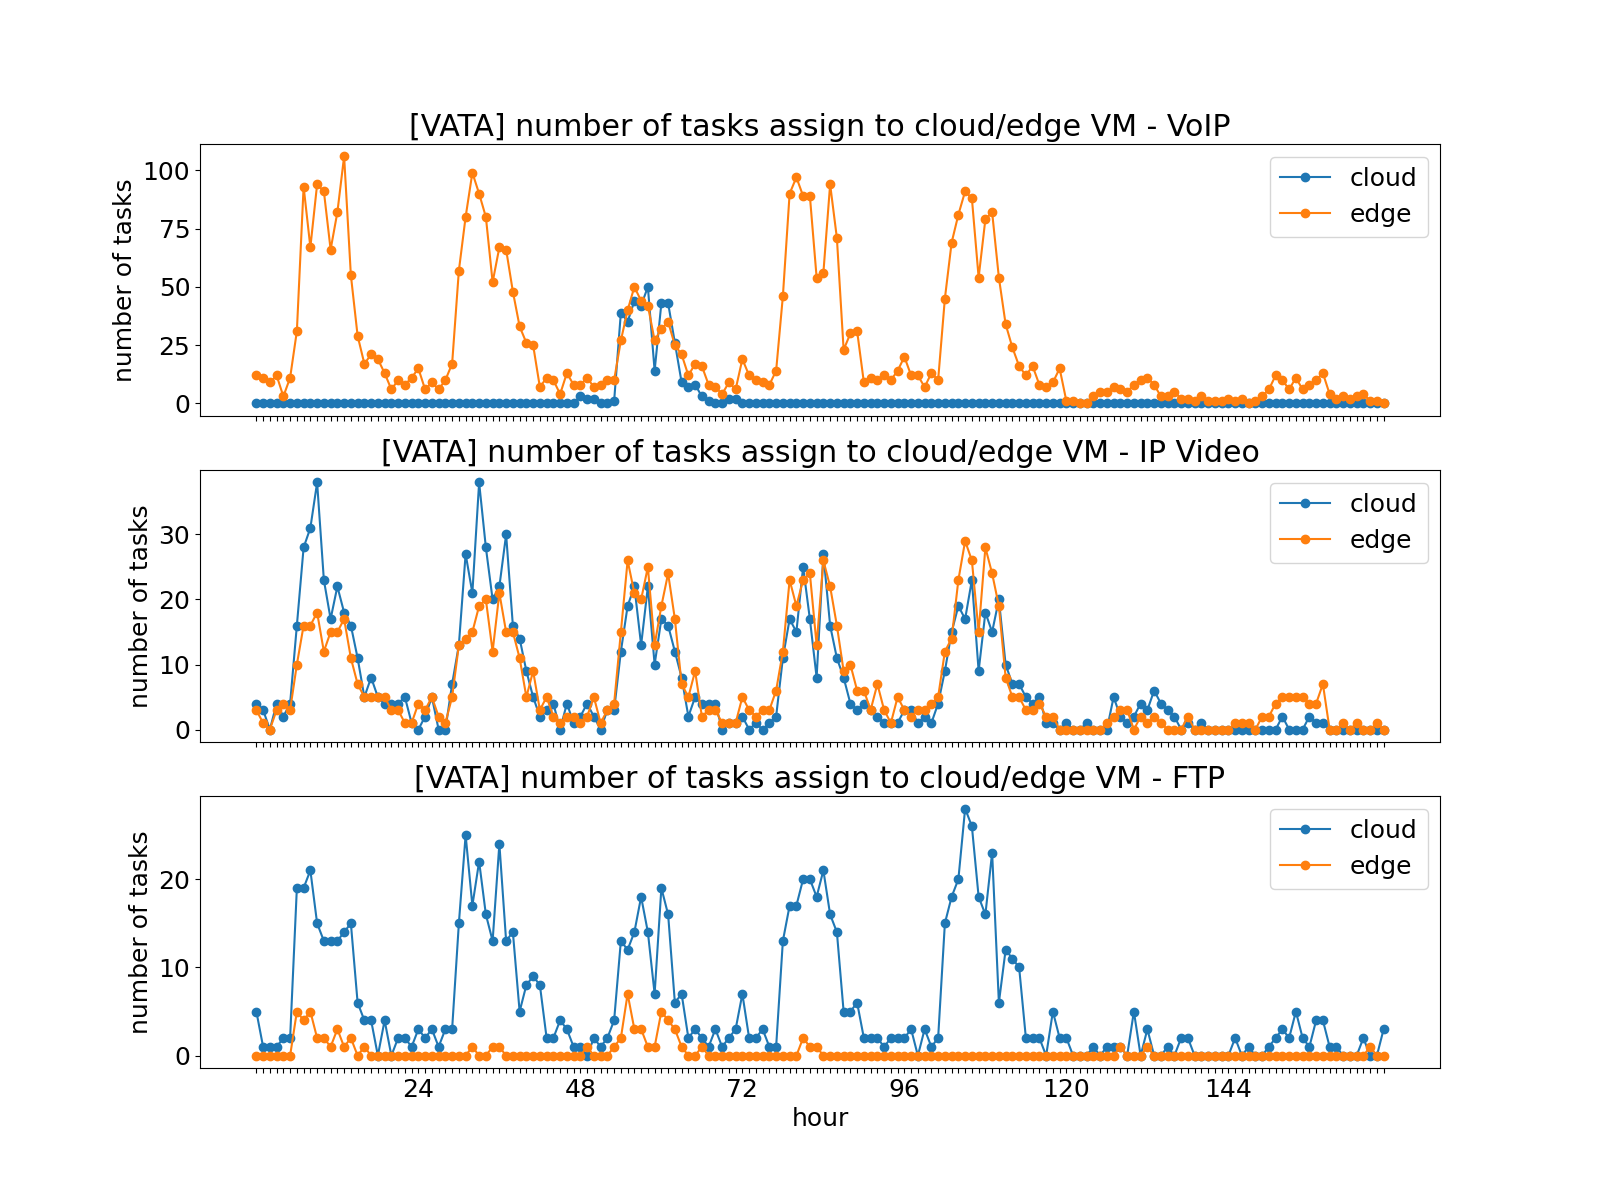 [VATA] number of tasks assign to cloud/edge VM - VoIP
number of tasks
100
75
50
25
0
cloud
edge
[VATA] number of tasks assign to cloud/edge VM - IP Video
number of tasks
30
20
10
0
cloud
edge
[VATA] number of tasks assign to cloud/edge VM - FTP
number of tasks
20
10
0
cloud
edge
24 48 72 96 120 144
hour